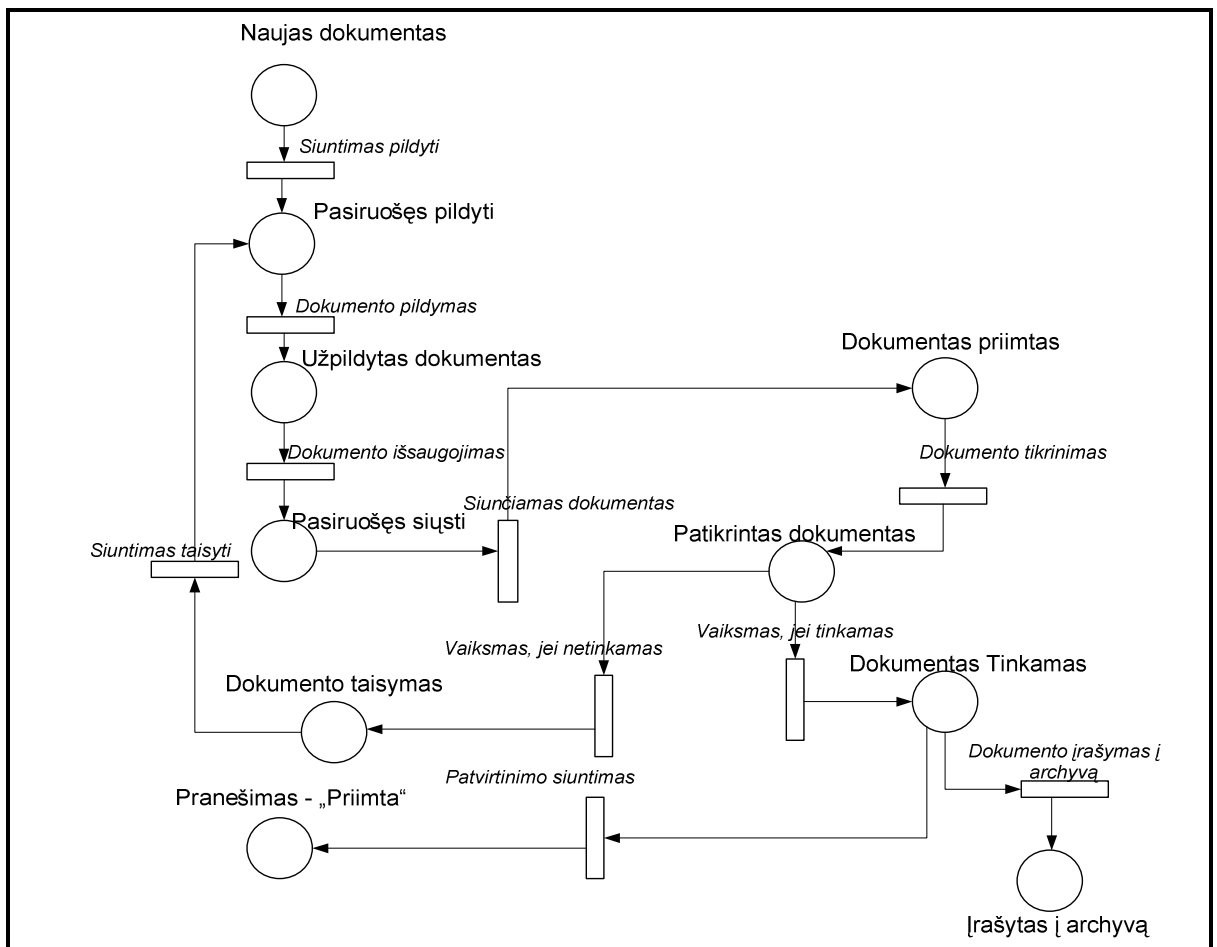 Naujas dokumentas
Siuntimas pildyti
Pasiruošęs pildyti
Dokumento pildymas
Užpildytas dokumentas
Dokumentas priimtas
Dokumento išsaugojimas
Dokumento tikrinimas
Siunčiamas dokumentas
Pasiruošęs siųsti
Patikrintas dokumentas
Siuntimas taisyti
Vaiksmas, jei tinkamas
Vaiksmas, jei netinkamas
Dokumentas Tinkamas
Dokumento taisymas
Dokumento įrašymas į
archyvą
Patvirtinimo siuntimas
Pranešimas - „Priimta“
Įrašytas į archyvą